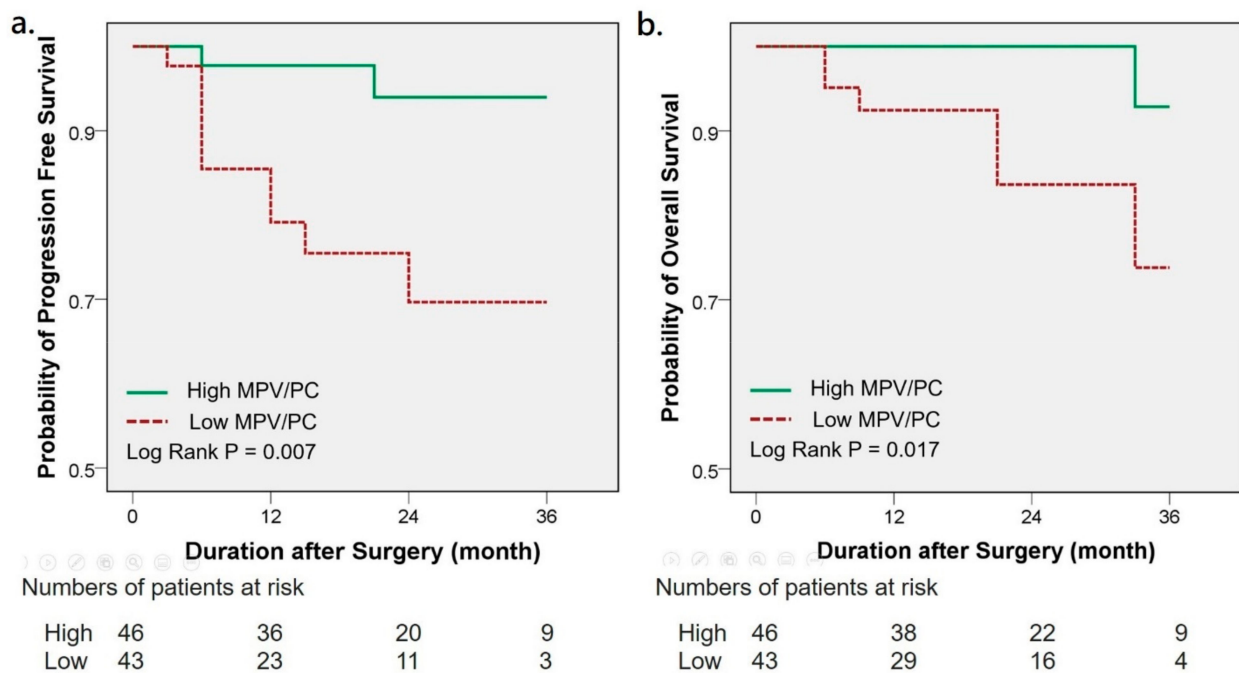 a.
Probability of Progression Free Survival
0.9
0.7
0.5
High MPV/PC
Low MPV/PC
Log Rank P = 0.007
0 12 24 36
Duration after Surgery (month)
Numbers of patients at risk
High 46 36 20 9
Low 43 23 11 3
b.
Probability of Overall Survival
0.9
0.7
0.5
High MPV/PC
Low MPV/PC
Log Rank P = 0.017
0 12 24 36
Duration after Surgery (month)
Numbers of patients at risk
High 46 38 22 9
Low 43 29 16 4